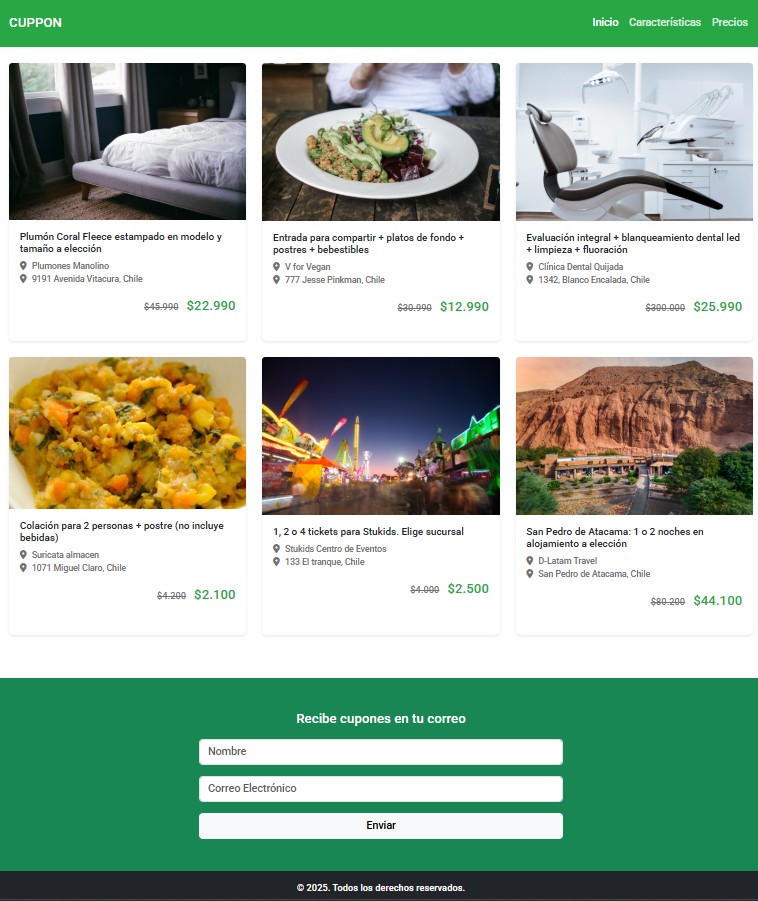 CUPPON
Inicio Características Precios
Plumón Coral Fleece estampado en modelo y
tamaño a elección
Plumones Manolino
9191 Avenida Vitacura, Chile
$45.990 $22.990
Entrada para compartir + platos de fondo +
postres + bebestibles
V for Vegan
777 Jesse Pinkman, Chile
$30.990 $12.990
Evaluación integral + blanqueamiento dental led
+ limpieza + fluoración
Clínica Dental Quijada
1342, Blanco Encalada, Chile
$300.000 $25.990
Colación para 2 personas + postre (no incluye
bebidas)
Suricata almacen
1071 Miguel Claro, Chile
$4.200 $2.100
1, 2 o 4 tickets para Stukids. Elige sucursal
Stukids Centro de Eventos
133 El tranque, Chile
$4.000 $2.500
San Pedro de Atacama: 1 o 2 noches en
alojamiento a elección
D-Latam Travel
San Pedro de Atacama, Chile
$80.200 $44.100
Recibe cupones en tu correo
Nombre
Correo Electrónico
Enviar
© 2025. Todos los derechos reservados.